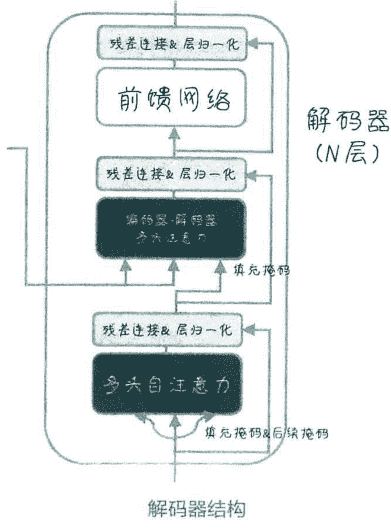 残差连接&层归一化
前馈网络
解码器
(N层)
残差连接&层归一化
编码器-解码器
多头注意力
填充掩码
残差连接&层归一化
多头自注意力
填充掩码&后续掩码
解码器结构